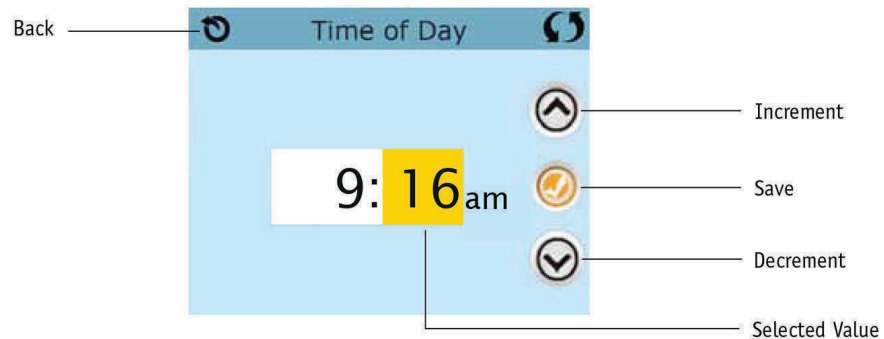 Back
Time of Day
Increment
9:16am
Save
Decrement
Selected Value